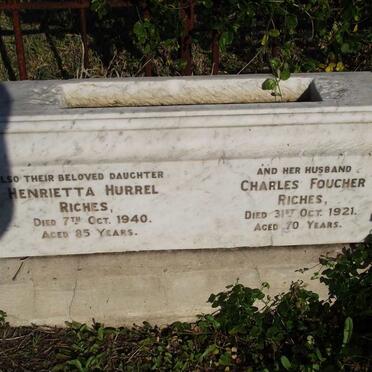 ALSO THEIR BELOVED DAUGHTER
HENRIETTA HURREL
RICHES,
DIED 7TH OCT. 1940.
AGED 85 YEARS.
AND HER HUSBAND
CHARLES FOUCHER
RICHES,
DIED 31ST OCT. 1921.
AGED 70 YEARS.